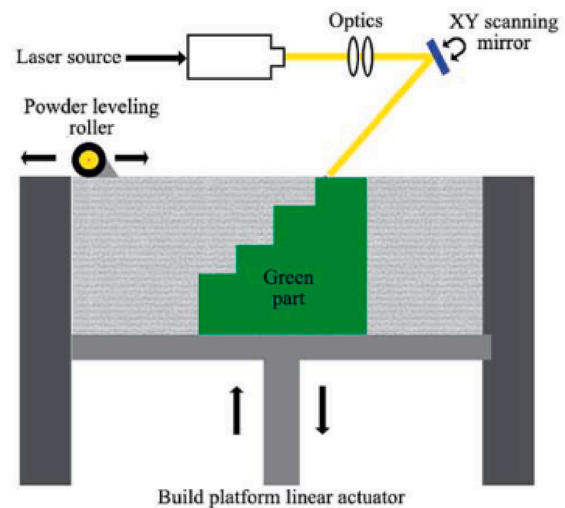 Optics
XY scanning
mirror
Laser source
Powder leveling
roller
Green
part
Build platform linear actuator